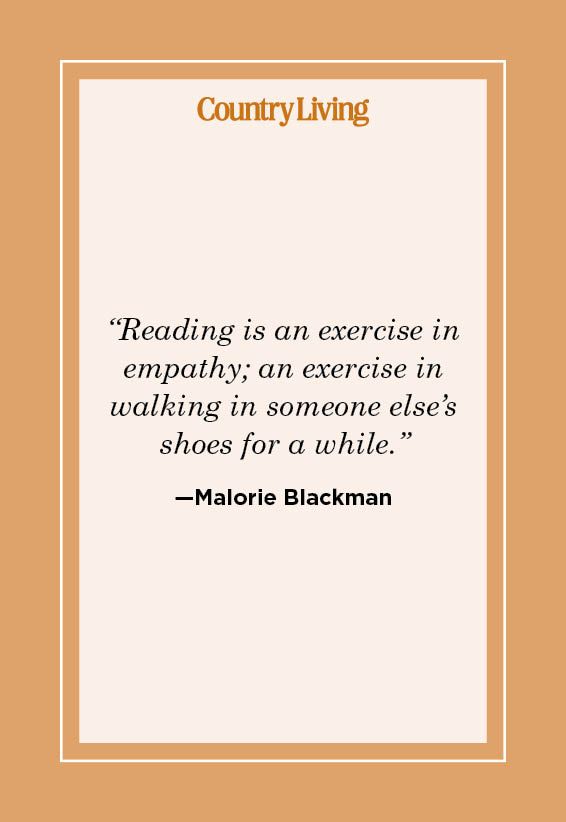 Country Living
“Reading is an exercise in
empathy; an exercise in
walking in someone else’s
shoes for a while.”
—Malorie Blackman